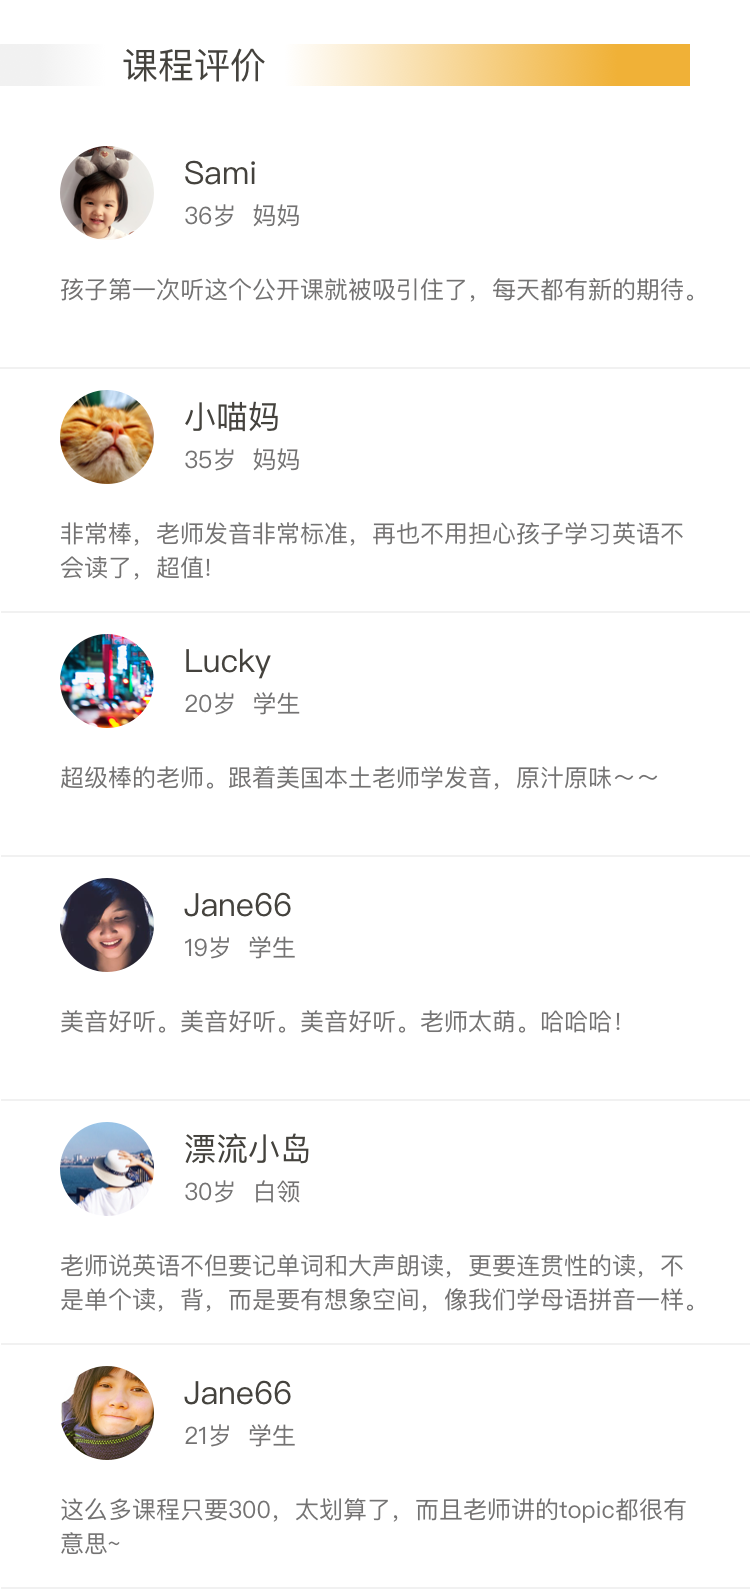 课程评价
Sami
36岁 妈妈
孩子第一次听这个公开课就被吸引住了，每天都有新的期待。
小喵妈
35岁 妈妈
非常棒，老师发音非常标准，再也不用担心孩子学习英语不
会读了，超值!
Lucky
20岁 学生
超级棒的老师。跟着美国本土老师学发音，原汁原味～～
Jane66
19岁 学生
美音好听。美音好听。美音好听。老师太萌。哈哈哈！
漂流小岛
30岁 白领
老师说英语不但要记单词和大声朗读，更要连贯性的读，不
是单个读，背，而是要有想象空间，像我们学母语拼音一样。
Jane66
21岁 学生
这么多课程只要300，太划算了，而且老师讲的topic都很有
意思~